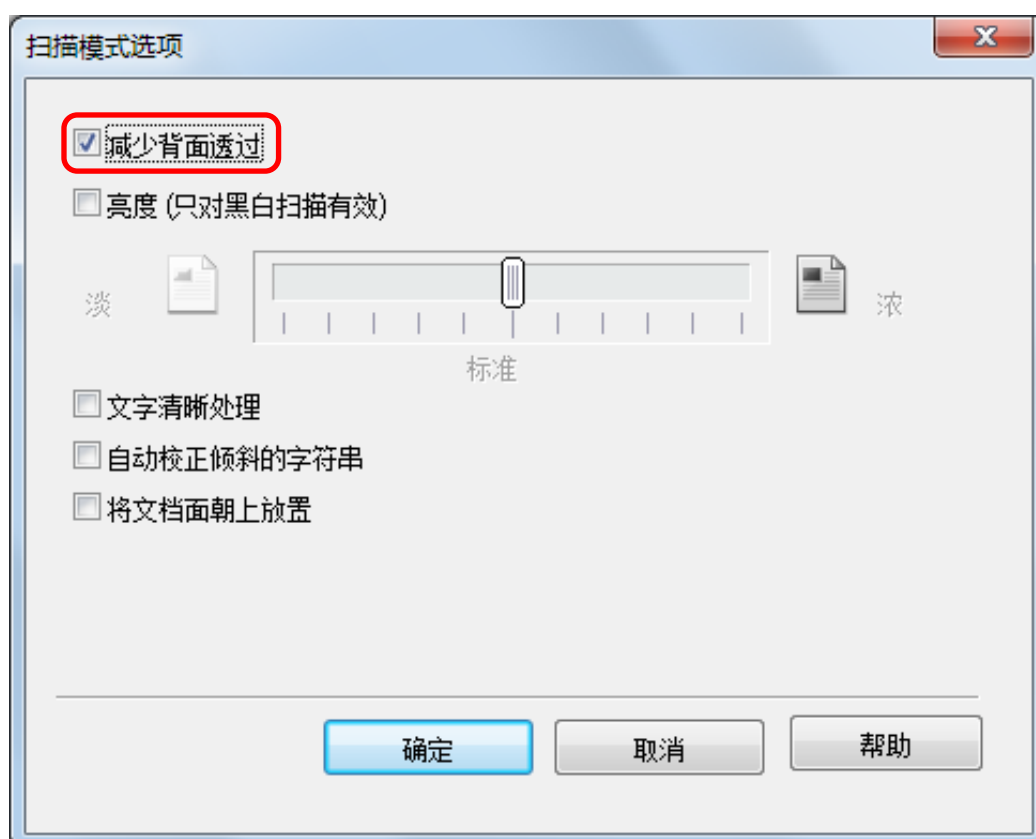 扫描模式选项
减少背面透过
亮度 (只对黑白扫描有效)
淡 浓
标准
文字清晰处理
自动校正倾斜的字符串
将文档面朝上放置
确定 取消 帮助